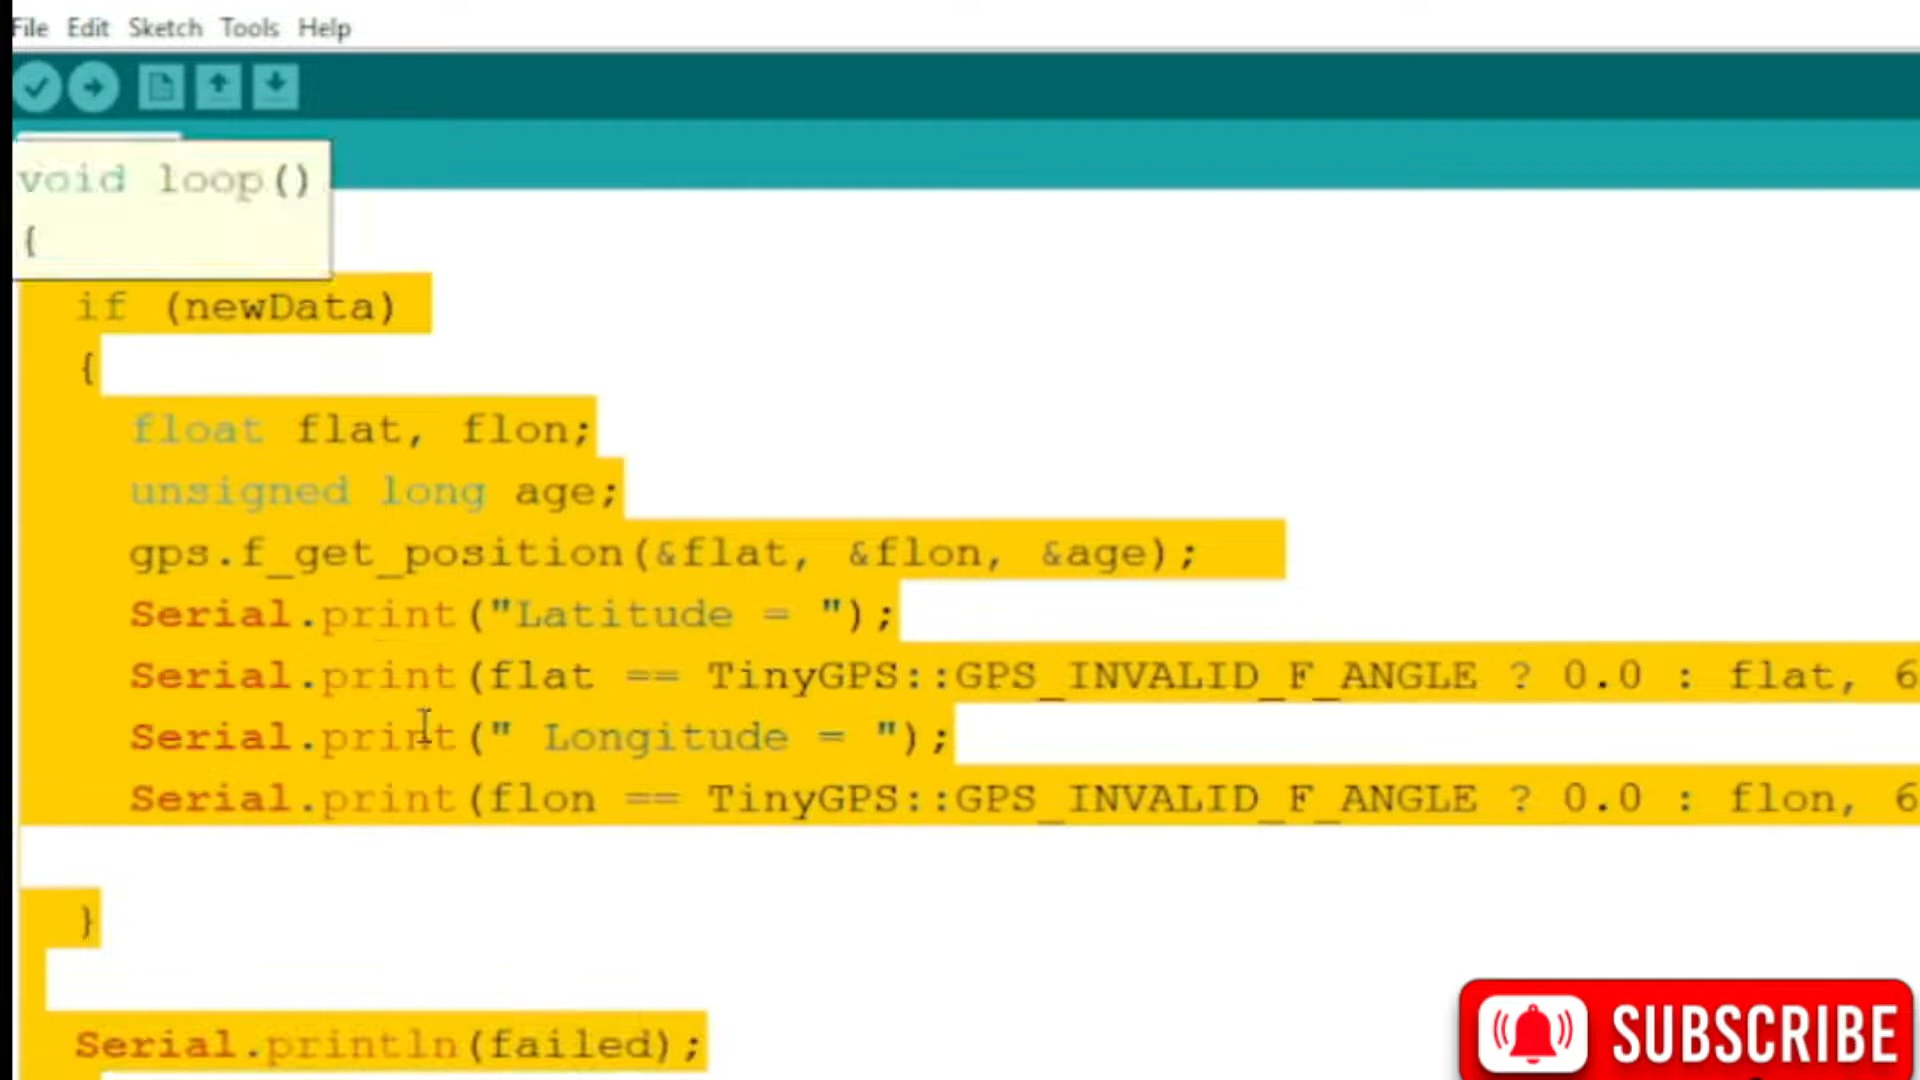 File Edit Sketch Tools Help
void loop()
{
if (newData)
{
float flat, flon;
unsigned long age;
gps.f_get_position(&flat, &flon, &age);
Serial.print("Latitude = ");
Serial.print(flat == TinyGPS::GPS_INVALID_F_ANGLE ? 0.0 : flat, 6
Serial.print(" Longitude = ");
Serial.print(flon == TinyGPS::GPS_INVALID_F_ANGLE ? 0.0 : flon, 6
}
Serial.println(failed);
SUBSCRIBE